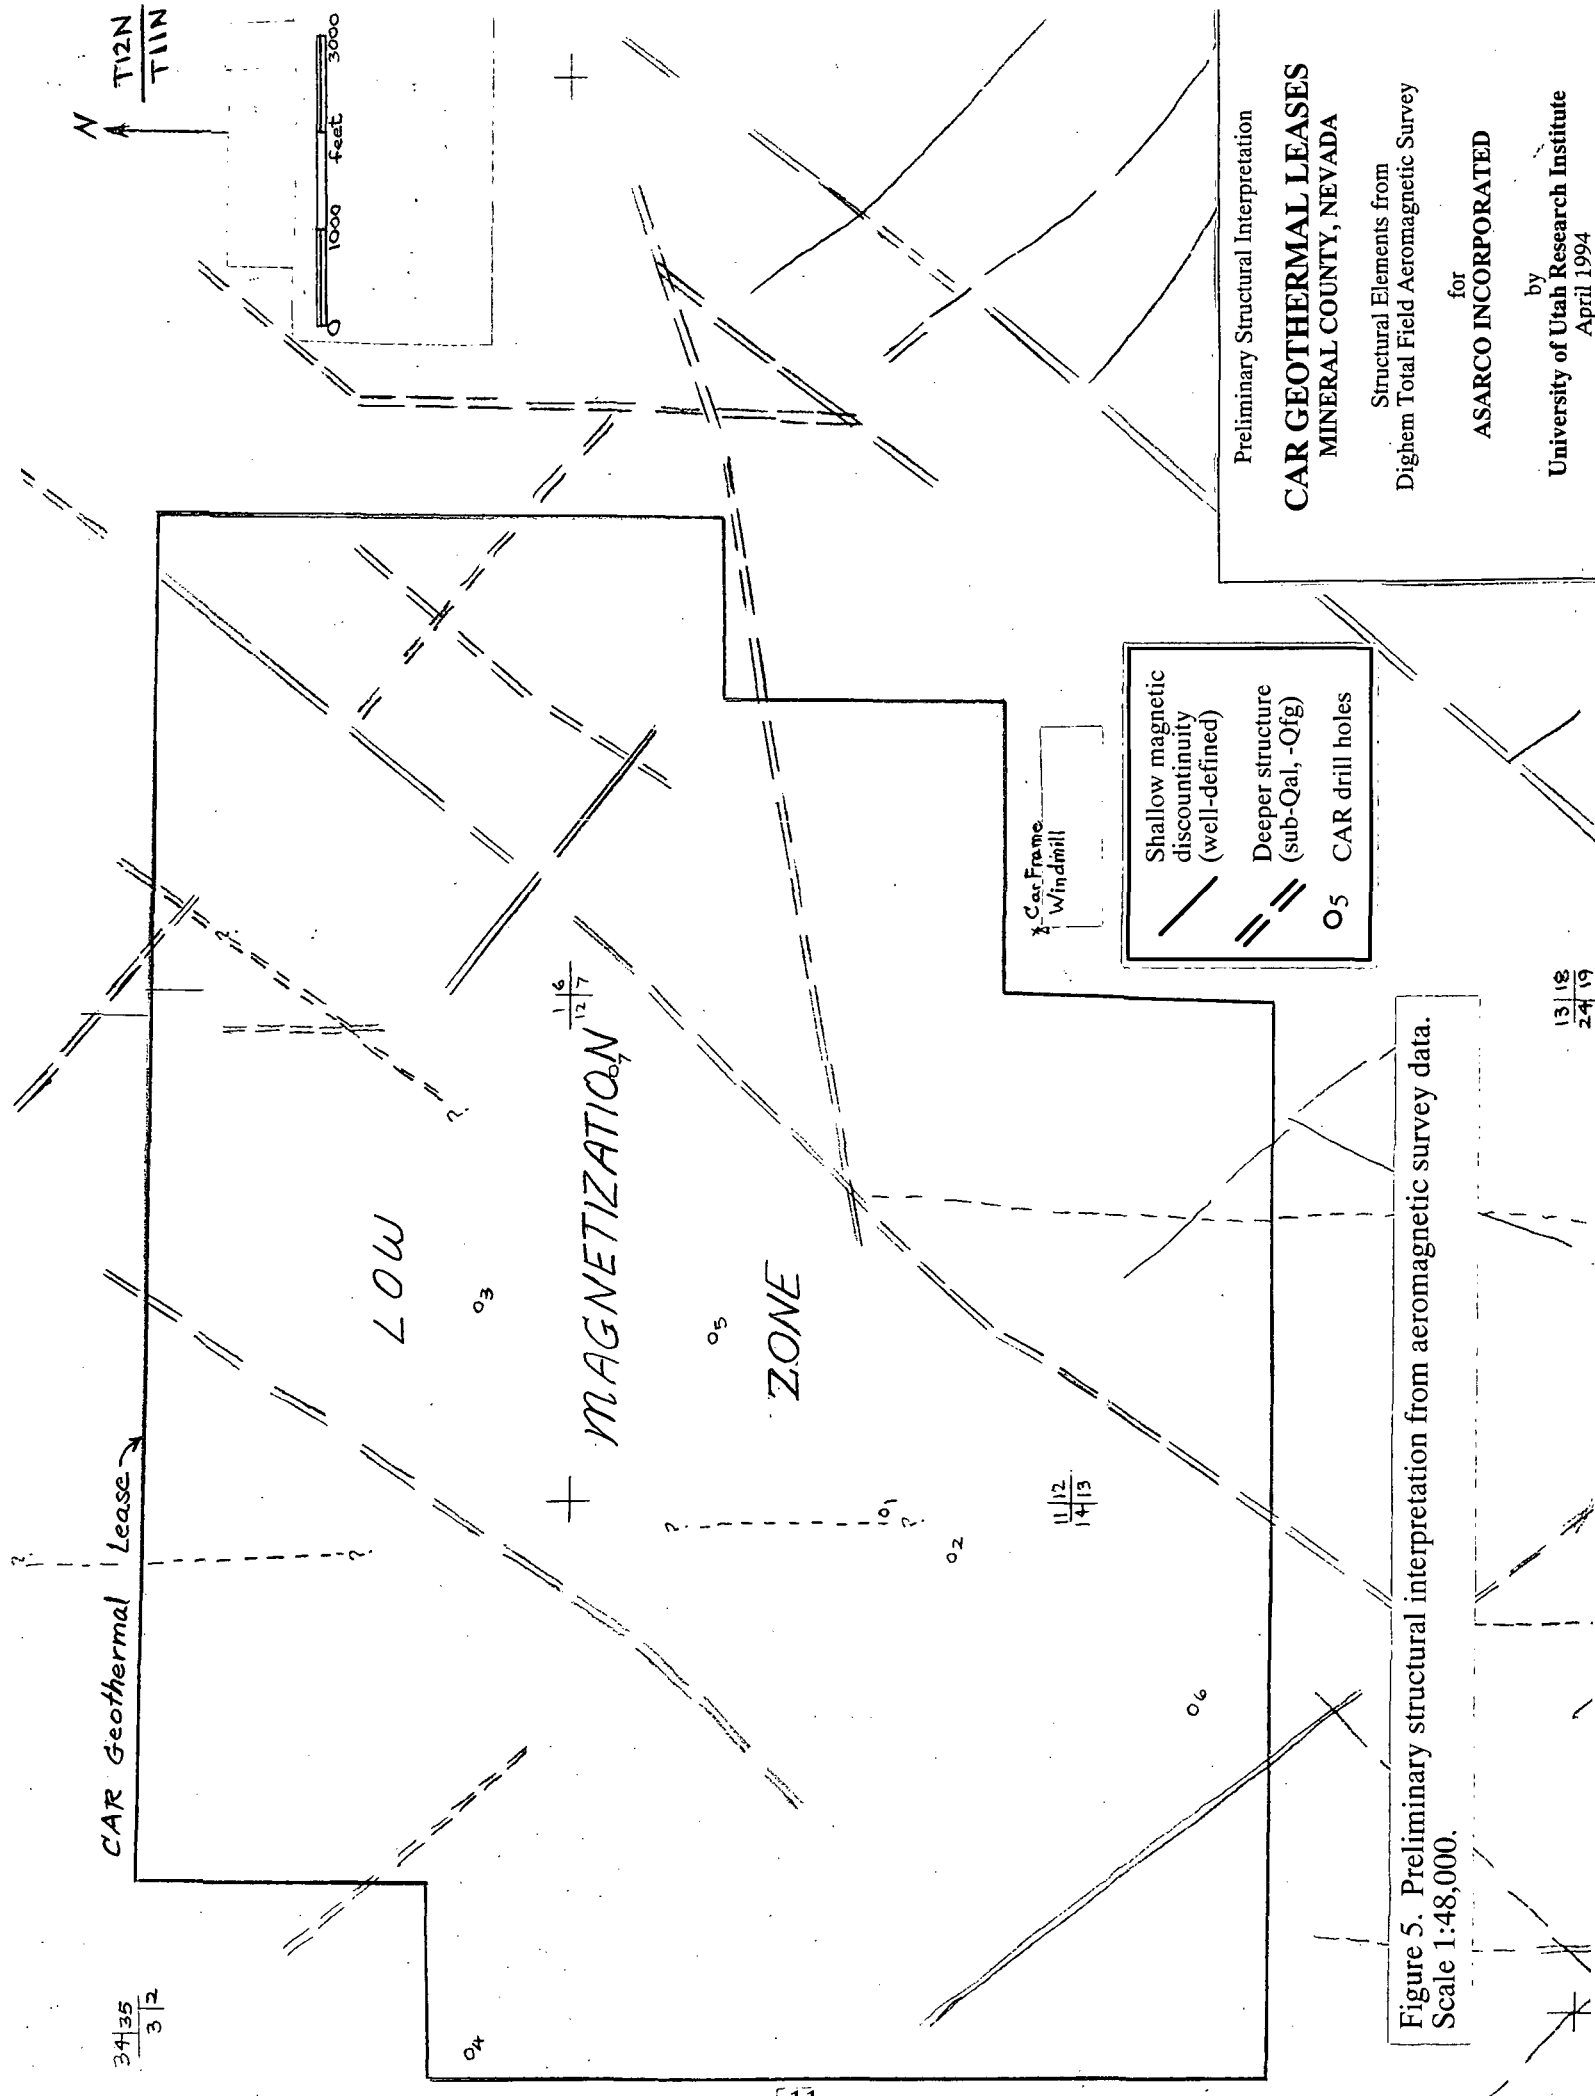 T12N
T11N
N
0 1000 feet 3000
CAR Geothermal Lease
34|35
3|2
?
?
?
?
LOW
MAGNETIZATION
ZONE
1|6
12|7
O3
O7
O5
O4
?
O1
?
O2
11|12
14|13
O6
Car Frame
Windmill
Shallow magnetic
discountinuity
(well-defined)
Deeper structure
(sub-Qal, -Qfg)
O5 CAR drill holes
13|18
24|19
Preliminary Structural Interpretation
CAR GEOTHERMAL LEASES
MINERAL COUNTY, NEVADA
Structural Elements from
Dighem Total Field Aeromagnetic Survey
for
ASARCO INCORPORATED
by
University of Utah Research Institute
April 1994
Figure 5. Preliminary structural interpretation from aeromagnetic survey data.
Scale 1:48,000.